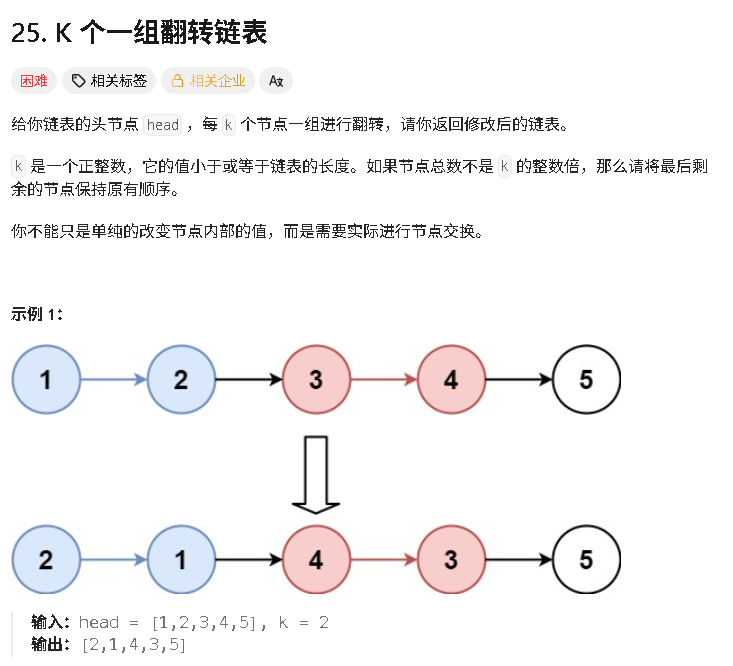 25. K 个一组翻转链表
困难 相关标签 相关企业 Aあ
给你链表的头节点 head ，每 k 个节点一组进行翻转，请你返回修改后的链表。
k 是一个正整数，它的值小于或等于链表的长度。如果节点总数不是 k 的整数倍，那么请将最后剩
余的节点保持原有顺序。
你不能只是单纯的改变节点内部的值，而是需要实际进行节点交换。
示例 1：
1 2 3 4 5
2 1 4 3 5
输入：head = [1,2,3,4,5], k = 2
输出：[2,1,4,3,5]